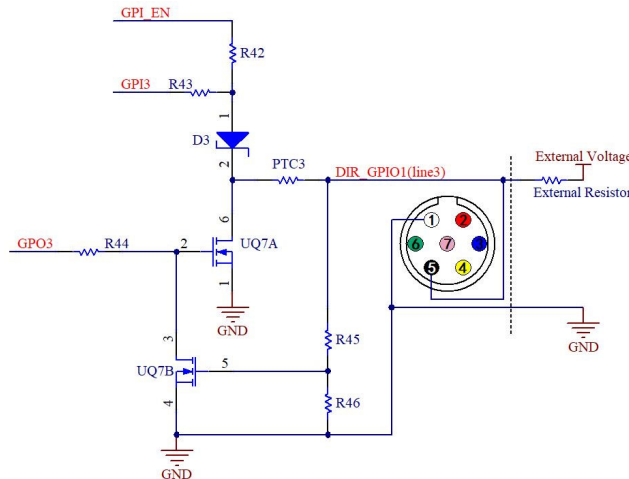 GPI_EN
R42
GPI3
R43
1
D3
2
PTC3
DIR_GPIO1(line3)
External Voltage
External Resistor
1
2
6
7
3
5
4
6
GPO3
R44
2
UQ7A
1
GND
GND
3
R45
UQ7B
5
4
R46
GND